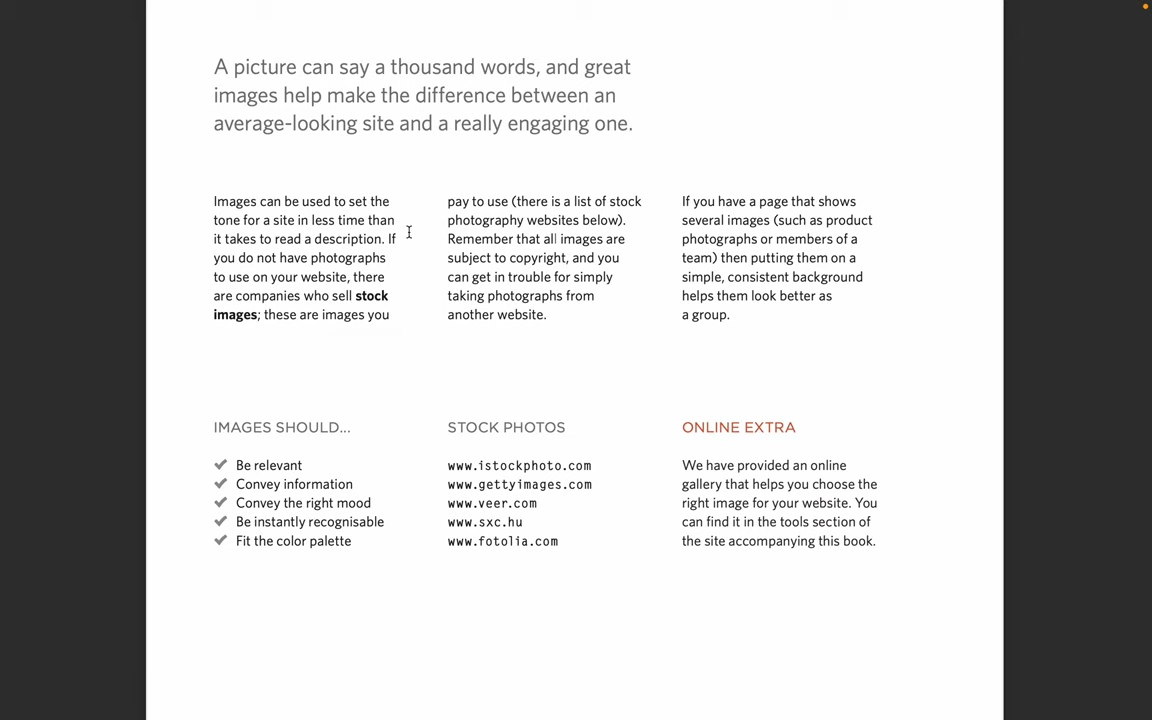 A picture can say a thousand words, and great
images help make the difference between an
average-looking site and a really engaging one.
Images can be used to set the
tone for a site in less time than
it takes to read a description. If
you do not have photographs
to use on your website, there
are companies who sell stock
images; these are images you
pay to use (there is a list of stock
photography websites below).
Remember that all images are
subject to copyright, and you
can get in trouble for simply
taking photographs from
another website.
If you have a page that shows
several images (such as product
photographs or members of a
team) then putting them on a
simple, consistent background
helps them look better as
a group.
IMAGES SHOULD...
Be relevant
Convey information
Convey the right mood
Be instantly recognisable
Fit the color palette
STOCK PHOTOS
www.istockphoto.com
www.gettyimages.com
www.veer.com
www.sxc.hu
www.fotolia.com
ONLINE EXTRA
We have provided an online
gallery that helps you choose the
right image for your website. You
can find it in the tools section of
the site accompanying this book.